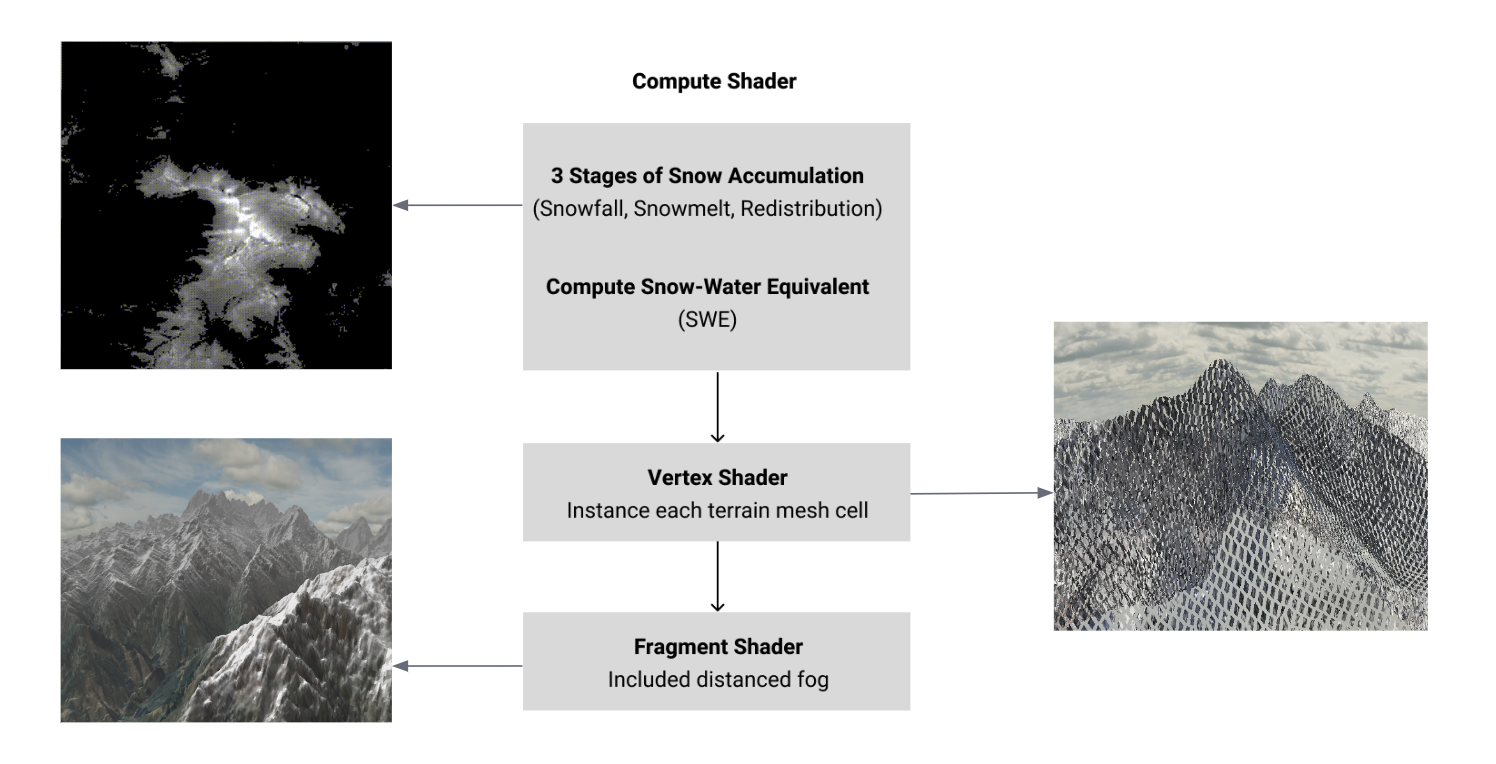 Compute Shader
3 Stages of Snow Accumulation
(Snowfall, Snowmelt, Redistribution)
Compute Snow-Water Equivalent
(SWE)
Vertex Shader
Instance each terrain mesh cell
Fragment Shader
Included distanced fog